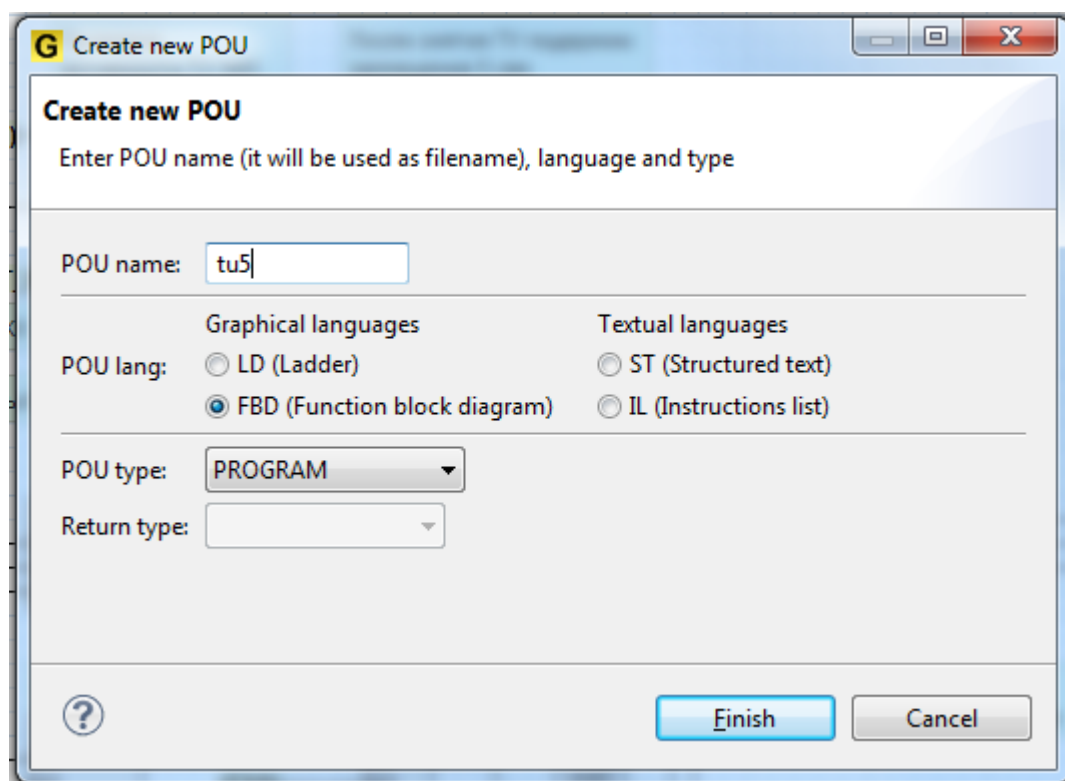 G Create new POU
Create new POU
Enter POU name (it will be used as filename), language and type
POU name: tu5
Graphical languages Textual languages
POU lang: LD (Ladder) ST (Structured text)
FBD (Function block diagram) IL (Instructions list)
POU type: PROGRAM
Return type:
? Finish Cancel